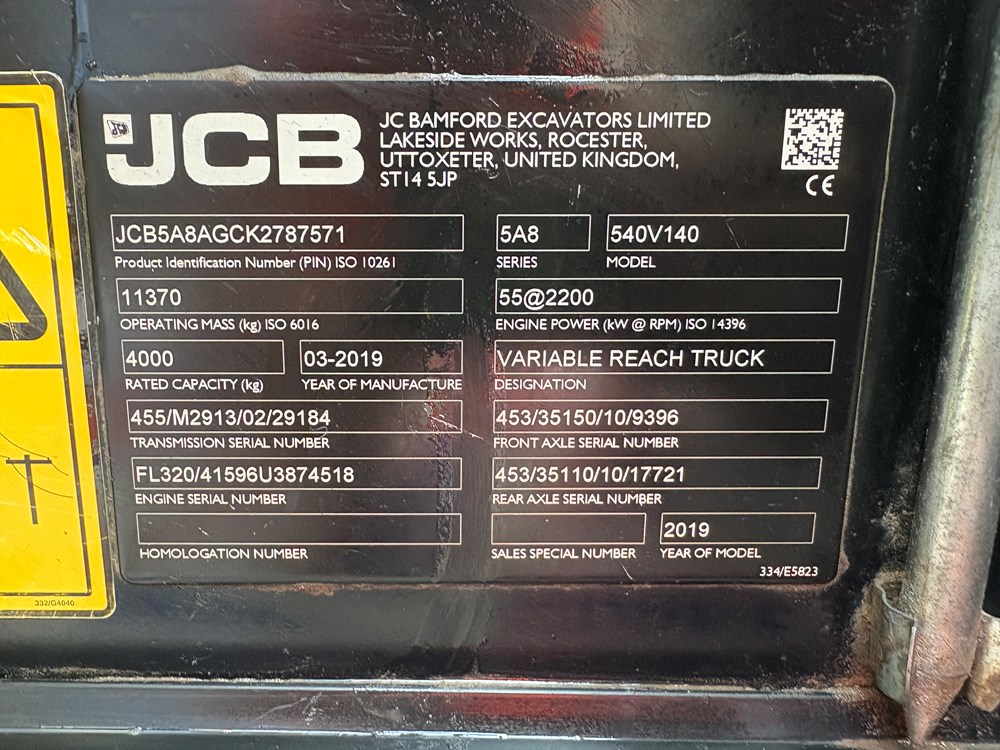 JCB
JC BAMFORD EXCAVATORS LIMITED
LAKESIDE WORKS, ROCESTER,
UTTOXETER, UNITED KINGDOM,
ST14 5JP
CE
JCB5A8AGCK2787571
Product Identification Number (PIN) ISO 10261
5A8
SERIES
540V140
MODEL
11370
OPERATING MASS (kg) ISO 6016
55@2200
ENGINE POWER (kW @ RPM) ISO 14396
4000
RATED CAPACITY (kg)
03-2019
YEAR OF MANUFACTURE
VARIABLE REACH TRUCK
DESIGNATION
455/M2913/02/29184
TRANSMISSION SERIAL NUMBER
453/35150/10/9396
FRONT AXLE SERIAL NUMBER
FL320/41596U3874518
ENGINE SERIAL NUMBER
453/35110/10/17721
REAR AXLE SERIAL NUMBER
HOMOLOGATION NUMBER
SALES SPECIAL NUMBER
2019
YEAR OF MODEL
334/E5823
332/G4040